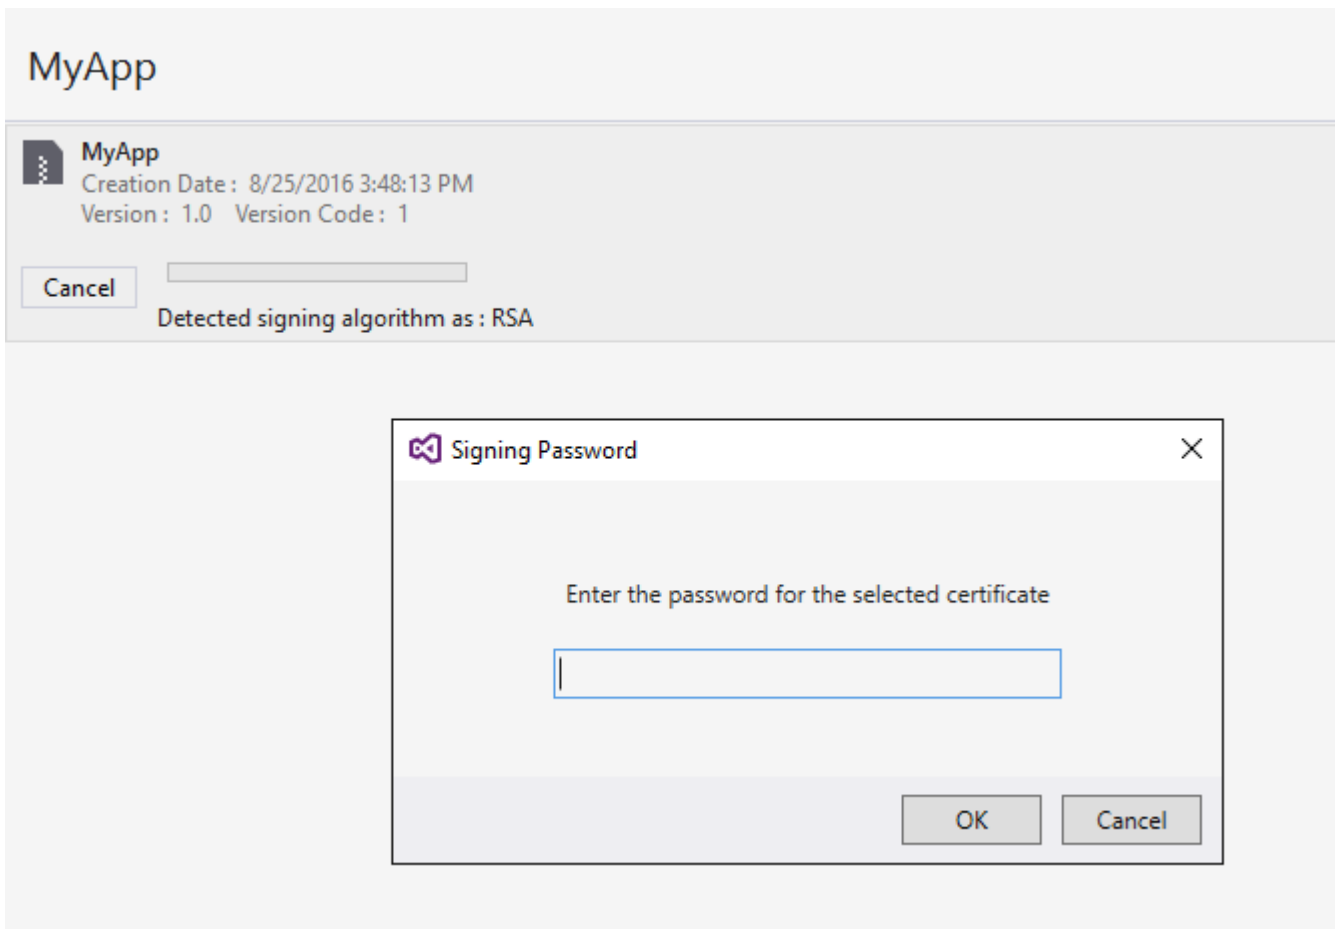 MyApp
MyApp
Creation Date : 8/25/2016 3:48:13 PM
Version : 1.0 Version Code : 1
Cancel
Detected signing algorithm as : RSA
Signing Password
Enter the password for the selected certificate
OK Cancel